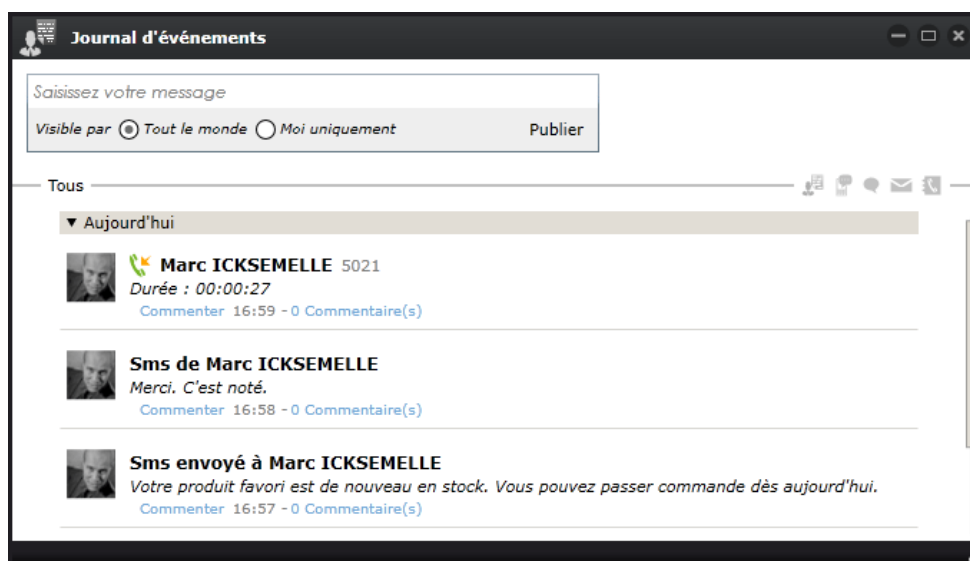 Journal d'événements
Saisissez votre message
Visible par Tout le monde Moi uniquement Publier
Tous
▼ Aujourd'hui
Marc ICKSEMELLE 5021
Durée : 00:00:27
Commenter 16:59 - 0 Commentaire(s)
Sms de Marc ICKSEMELLE
Merci. C'est noté.
Commenter 16:58 - 0 Commentaire(s)
Sms envoyé à Marc ICKSEMELLE
Votre produit favori est de nouveau en stock. Vous pouvez passer commande dès aujourd'hui.
Commenter 16:57 - 0 Commentaire(s)